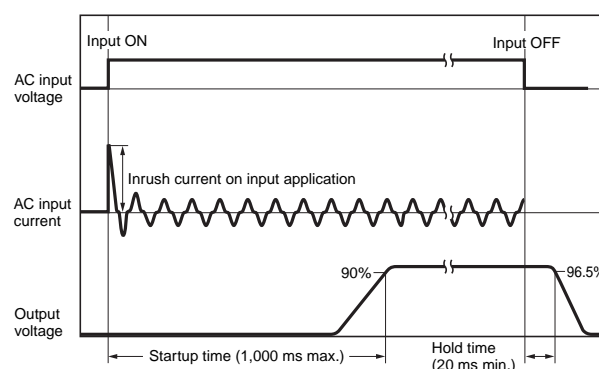 Input ON
Input OFF
AC input
voltage
Inrush current on input application
AC input
current
90%
96.5%
Output
voltage
Startup time (1,000 ms max.)
Hold time
(20 ms min.)